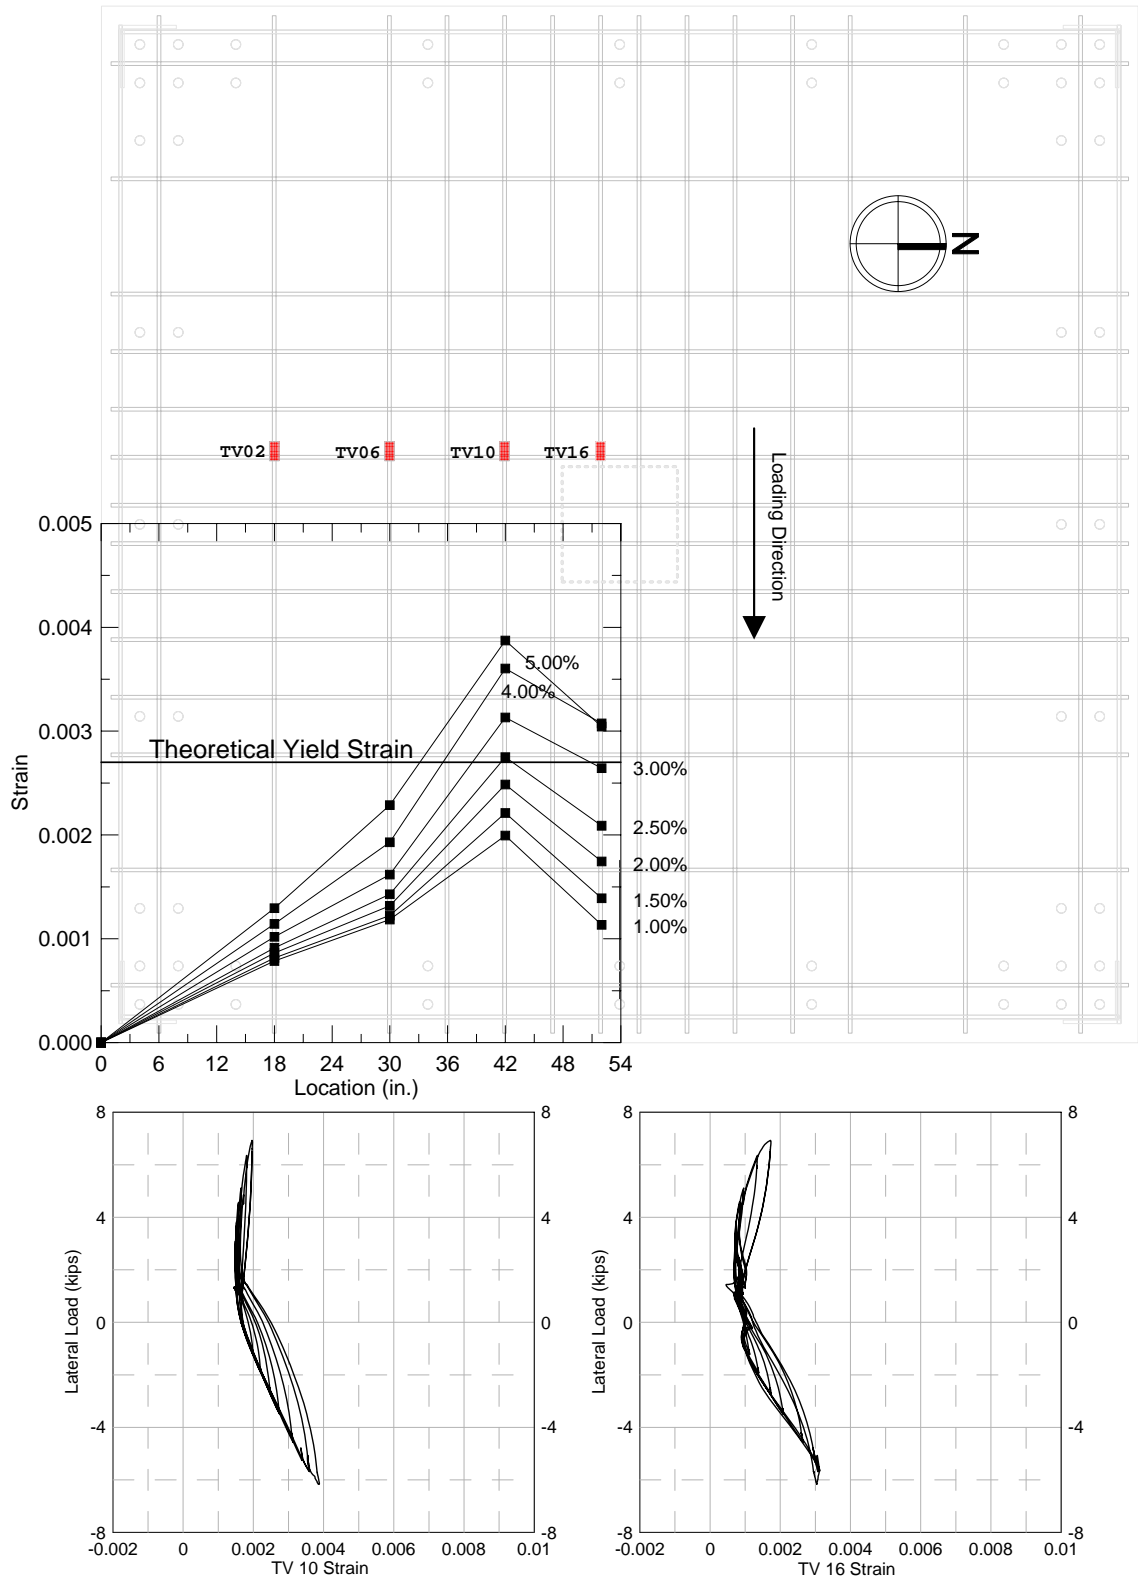 N
TV02
TV06
TV10
TV16
Loading Direction
0.005
0.004
0.003
0.002
0.001
0.000
Strain
Theoretical Yield Strain
5.00%
4.00%
3.00%
2.50%
2.00%
1.50%
1.00%
0 6 12 18 24 30 36 42 48 54
Location (in.)
8
4
0
-4
-8
Lateral Load (kips)
8
4
0
-4
-8
-0.002 0 0.002 0.004 0.006 0.008 0.01
TV 10 Strain
8
4
0
-4
-8
Lateral Load (kips)
8
4
0
-4
-8
-0.002 0 0.002 0.004 0.006 0.008 0.01
TV 16 Strain